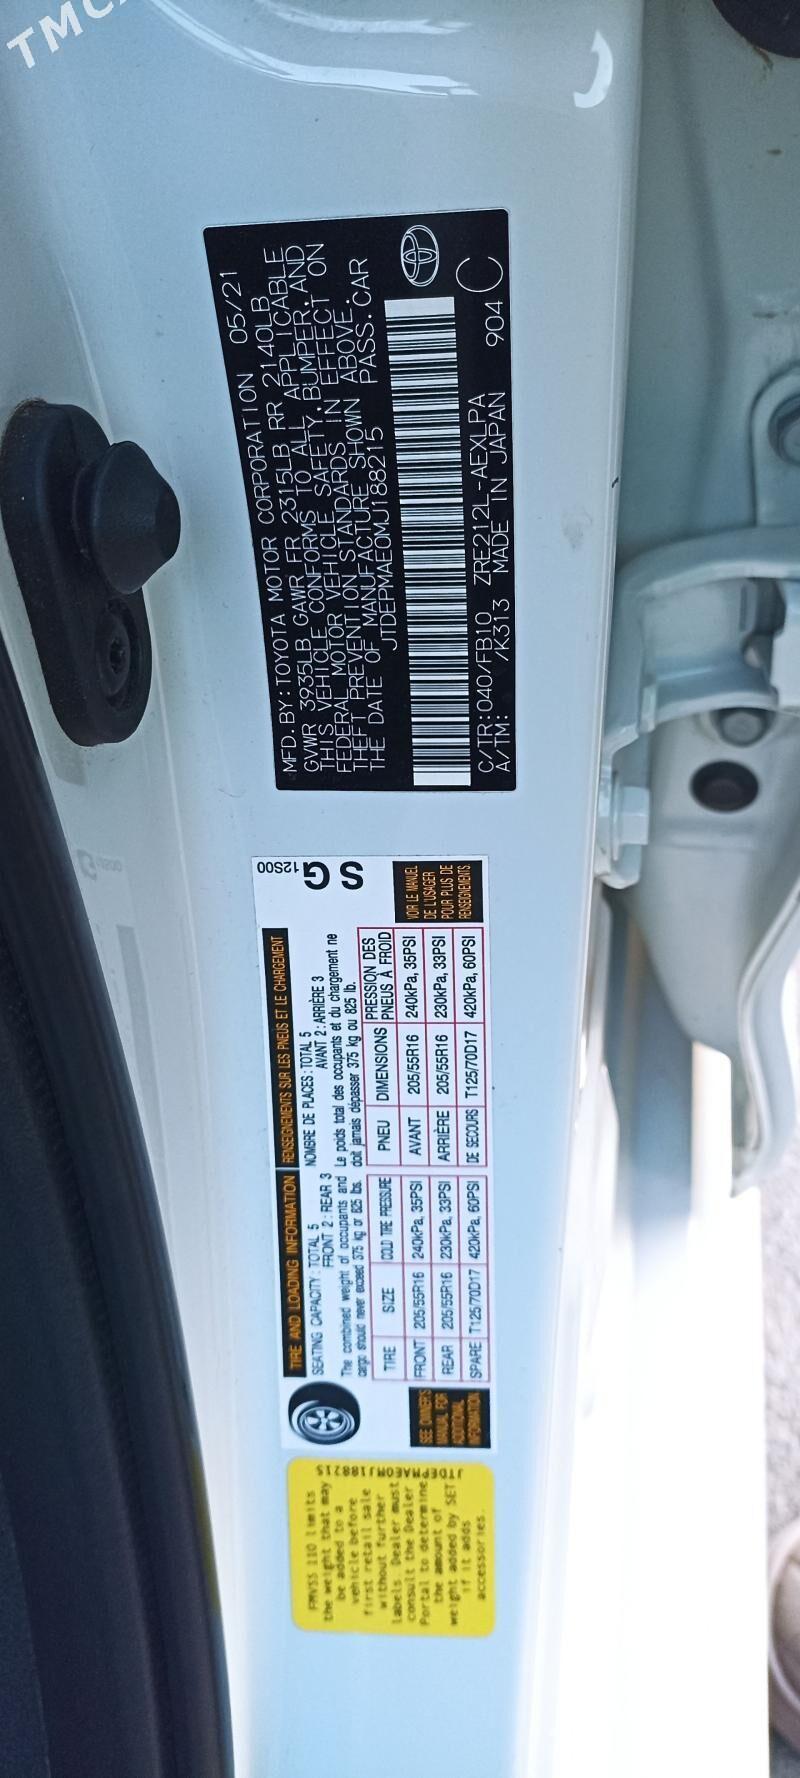 TMC
MFD.BY:TOYOTA MOTOR CORPORATION 05/21
GVWR 3935LB GAWR FR 2315LB RR 2140LB
THIS VEHICLE CONFORMS TO ALL APPLICABLE
FEDERAL MOTOR VEHICLE SAFETY, BUMPER, AND
THEFT PREVENTION STANDARDS IN EFFECT ON
THE DATE OF MANUFACTURE SHOWN ABOVE.
JTDEPMAE0MJ188215 PASS.CAR
C/TR:040/FB10 ZRE212L-AEXLPA
A/TM: /K313 MADE IN JAPAN 904 C
TIRE AND LOADING INFORMATION
RENSEIGNEMENTS SUR LES PNEUS ET LE CHARGEMENT
12S00
SG
SEATING CAPACITY: TOTAL 5
FRONT 2: REAR 3
NOMBRE DE PLACES: TOTAL 5
AVANT 2: ARRIÈRE 3
The combined weight of occupants and
cargo should never exceed 375 kg or 825 lbs.
Le poids total des occupants et du chargement ne
doit jamais dépasser 375 kg ou 825 lb.
TIRE SIZE COLD TIRE PRESSURE PNEU DIMENSIONS PRESSION DES PNEUS À FROID
FRONT 205/55R16 240kPa, 35PSI AVANT 205/55R16 240kPa, 35PSI
REAR 205/55R16 230kPa, 33PSI ARRIÈRE 205/55R16 230kPa, 33PSI
SPARE T125/70D17 420kPa, 60PSI DE SECOURS T125/70D17 420kPa, 60PSI
SEE OWNER'S
MANUAL FOR
ADDITIONAL
INFORMATION
VOIR LE MANUEL
DE L'USAGER
POUR PLUS DE
RENSEIGNEMENTS
JTDEPMAE0MJ188215
FMVSS 110 limits
the weight that may
be added to a
vehicle before
first retail sale
without further
labels. Dealer must
consult the Dealer
Portal to determine
the amount of
weight added by SET
if it adds
accessories.